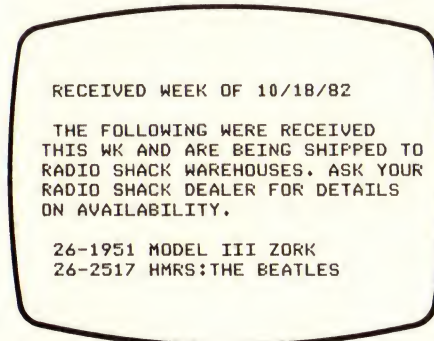 RECEIVED WEEK OF 10/18/82
THE FOLLOWING WERE RECEIVED
THIS WK AND ARE BEING SHIPPED TO
RADIO SHACK WAREHOUSES. ASK YOUR
RADIO SHACK DEALER FOR DETAILS
ON AVAILABILITY.
26-1951 MODEL III ZORK
26-2517 HMRS:THE BEATLES